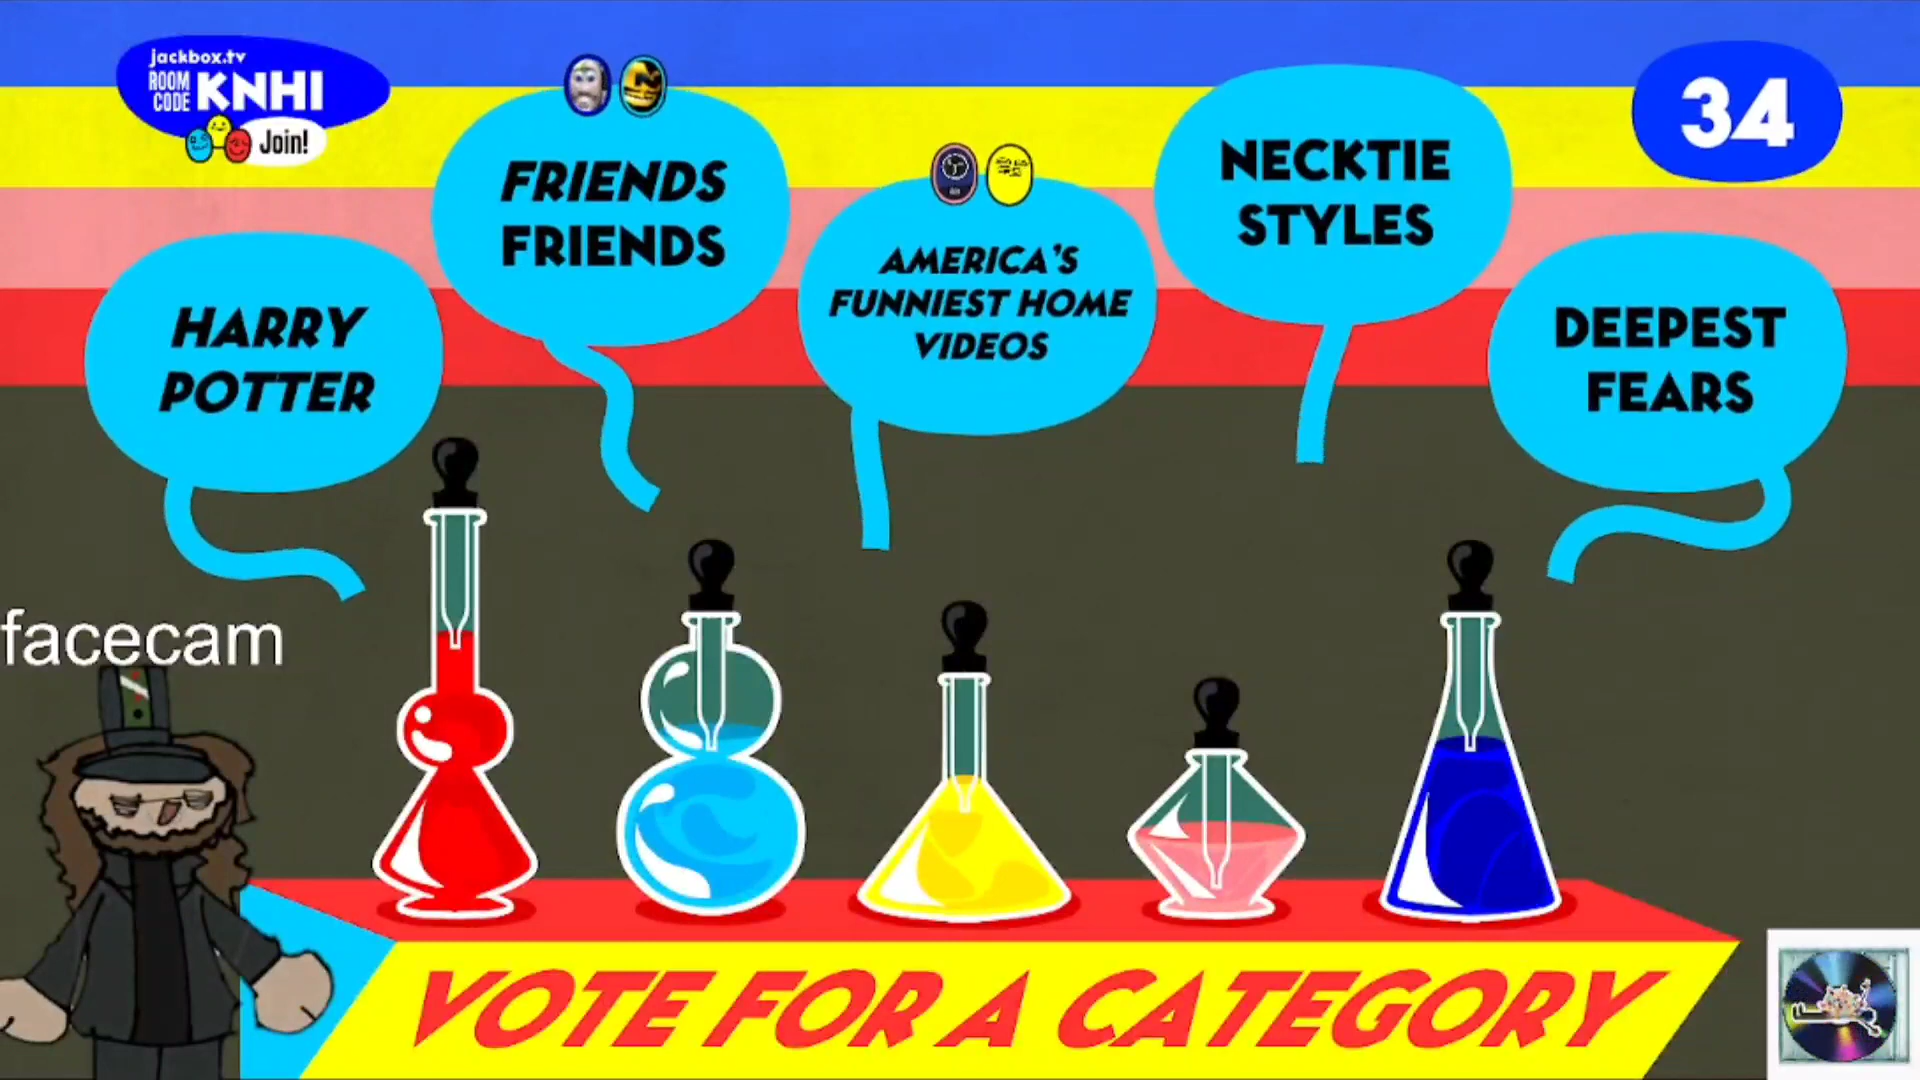 jackbox.tv
ROOM CODE KNHI
Join!
34
HARRY
POTTER
FRIENDS
FRIENDS
AMERICA'S
FUNNIEST HOME
VIDEOS
NECKTIE
STYLES
DEEPEST
FEARS
facecam
VOTE FOR A CATEGORY